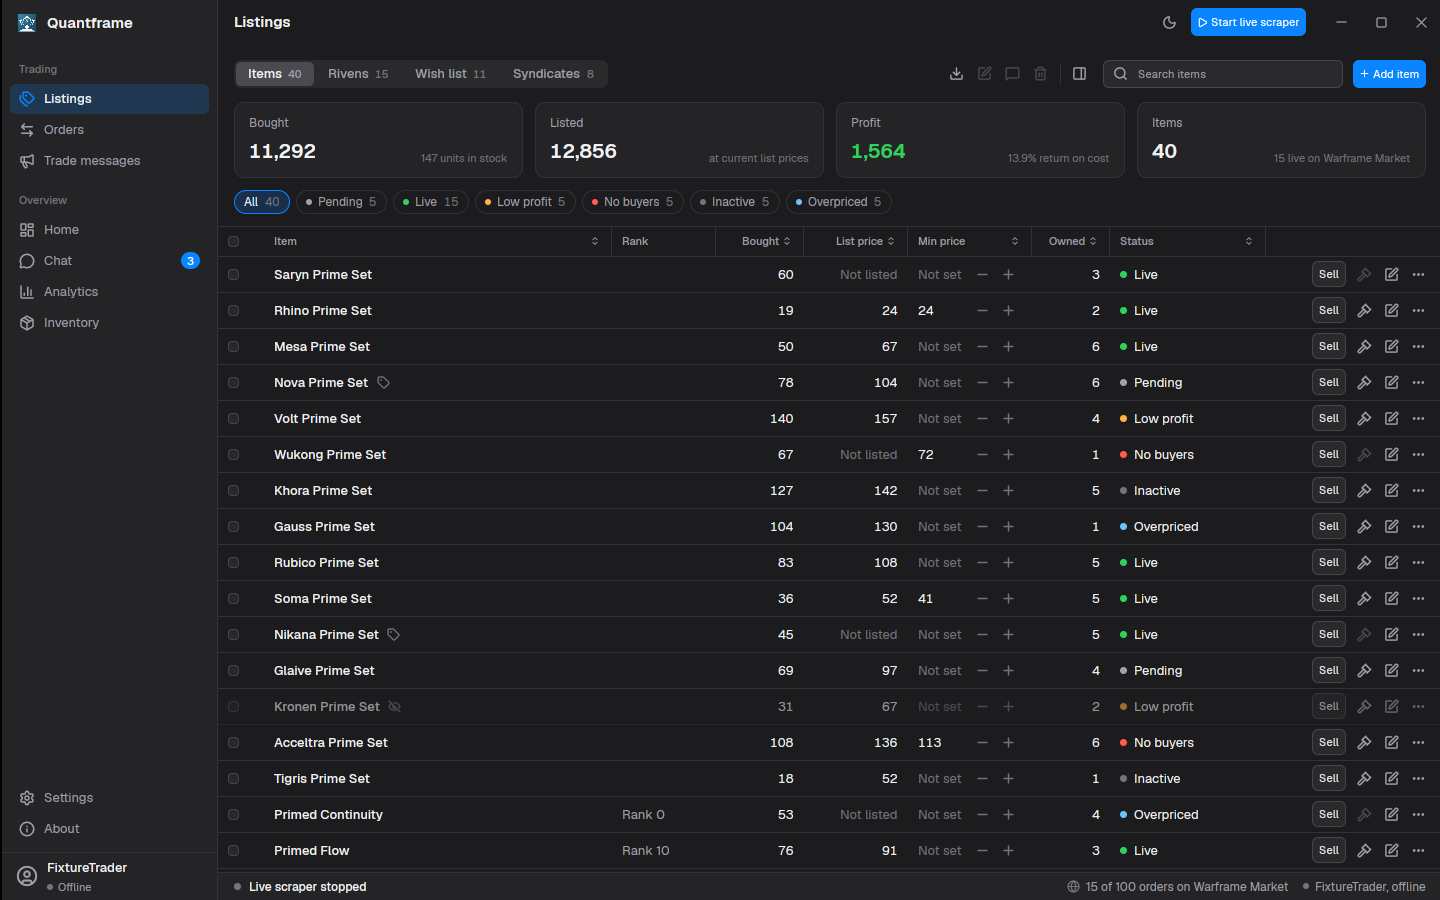 Quantframe
Trading
Listings
Orders
Trade messages
Overview
Home
Chat 3
Analytics
Inventory
Settings
About
FixtureTrader
Offline
Listings
Start live scraper
Items 40 Rivens 15 Wish list 11 Syndicates 8
Search items
+ Add item
Bought
11,292 147 units in stock
Listed
12,856 at current list prices
Profit
1,564 13.9% return on cost
Items
40 15 live on Warframe Market
All 40 Pending 5 Live 15 Low profit 5 No buyers 5 Inactive 5 Overpriced 5
Item Rank Bought List price Min price Owned Status
Saryn Prime Set 60 Not listed Not set 3 Live Sell
Rhino Prime Set 19 24 24 2 Live Sell
Mesa Prime Set 50 67 Not set 6 Live Sell
Nova Prime Set 78 104 Not set 6 Pending Sell
Volt Prime Set 140 157 Not set 4 Low profit Sell
Wukong Prime Set 67 Not listed 72 1 No buyers Sell
Khora Prime Set 127 142 Not set 5 Inactive Sell
Gauss Prime Set 104 130 Not set 1 Overpriced Sell
Rubico Prime Set 83 108 Not set 5 Live Sell
Soma Prime Set 36 52 41 5 Live Sell
Nikana Prime Set 45 Not listed Not set 5 Live Sell
Glaive Prime Set 69 97 Not set 4 Pending Sell
Kronen Prime Set 31 67 Not set 2 Low profit Sell
Acceltra Prime Set 108 136 113 6 No buyers Sell
Tigris Prime Set 18 52 Not set 1 Inactive Sell
Primed Continuity Rank 0 53 Not listed Not set 4 Overpriced Sell
Primed Flow Rank 10 76 91 Not set 3 Live Sell
Live scraper stopped
15 of 100 orders on Warframe Market
FixtureTrader, offline